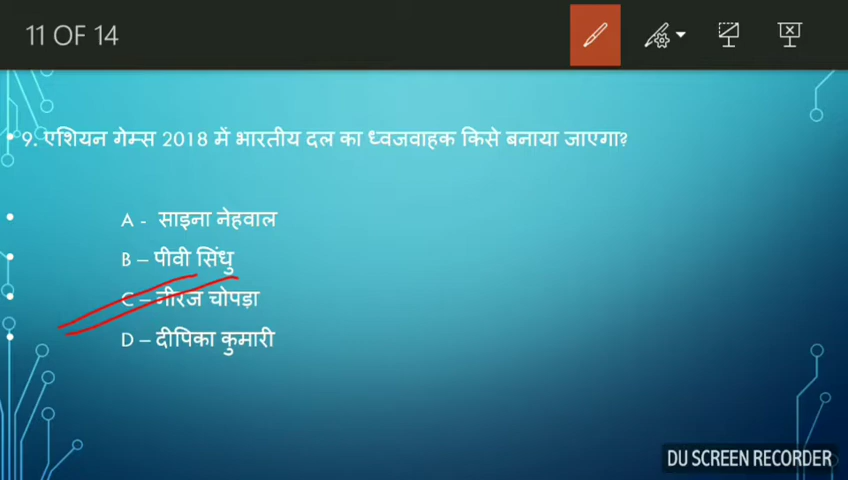 11 OF 14
9. एशियन गेम्स 2018 में भारतीय दल का ध्वजवाहक किसे बनाया जाएगा?
A - साइना नेहवाल
B – पीवी सिंधु
C – नीरज चोपड़ा
D – दीपिका कुमारी
DU SCREEN RECORDER